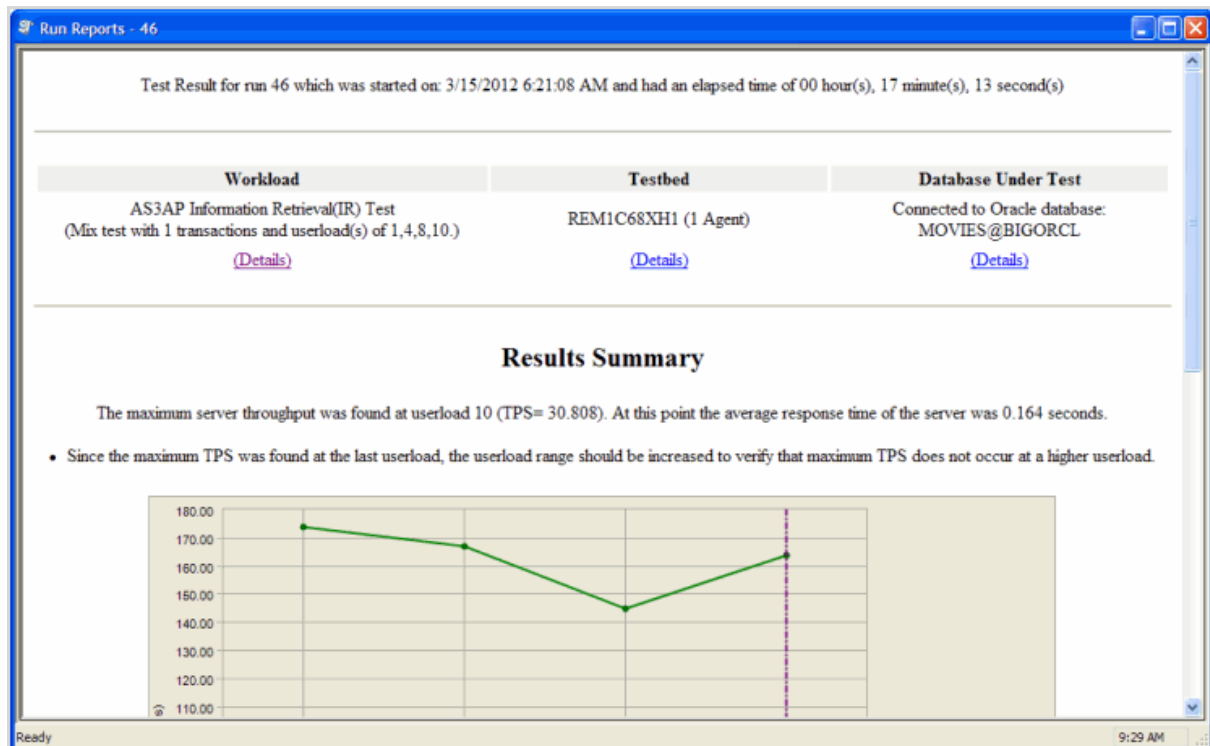 Run Reports - 46
Test Result for run 46 which was started on: 3/15/2012 6:21:08 AM and had an elapsed time of 00 hour(s), 17 minute(s), 13 second(s)
Workload Testbed Database Under Test
AS3AP Information Retrieval(IR) Test
(Mix test with 1 transactions and userload(s) of 1,4,8,10.)
(Details)
REM1C68XH1 (1 Agent)
(Details)
Connected to Oracle database:
MOVIES@BIGORCL
(Details)
Results Summary
The maximum server throughput was found at userload 10 (TPS= 30.808). At this point the average response time of the server was 0.164 seconds.
• Since the maximum TPS was found at the last userload, the userload range should be increased to verify that maximum TPS does not occur at a higher userload.
180.00
170.00
160.00
150.00
140.00
130.00
120.00
110.00
Ready
9:29 AM